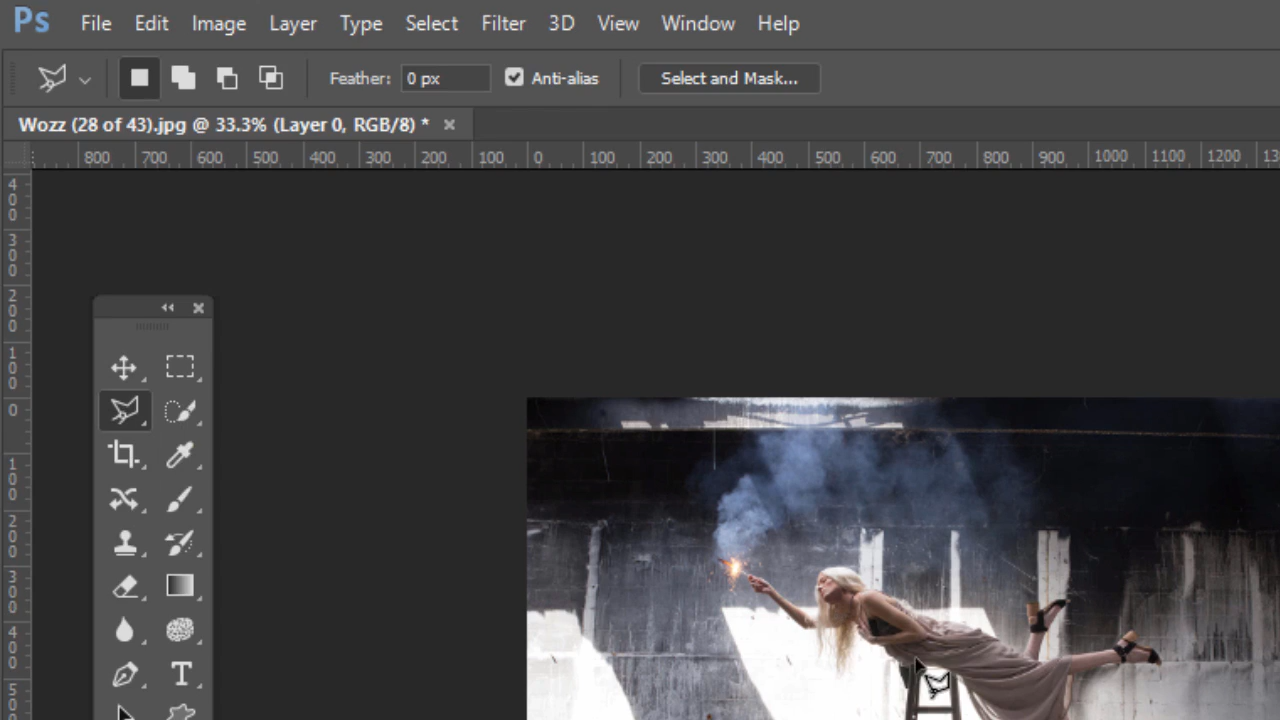 Ps File Edit Image Layer Type Select Filter 3D View Window Help
Feather: 0 px Anti-alias Select and Mask...
Wozz (28 of 43).jpg @ 33.3% (Layer 0, RGB/8) * ×
800 700 600 500 400 300 200 100 0 100 200 300 400 500 600 700 800 900 1000 1100 1200 13
400
300
200
100
0
100
200
300
400
5
T